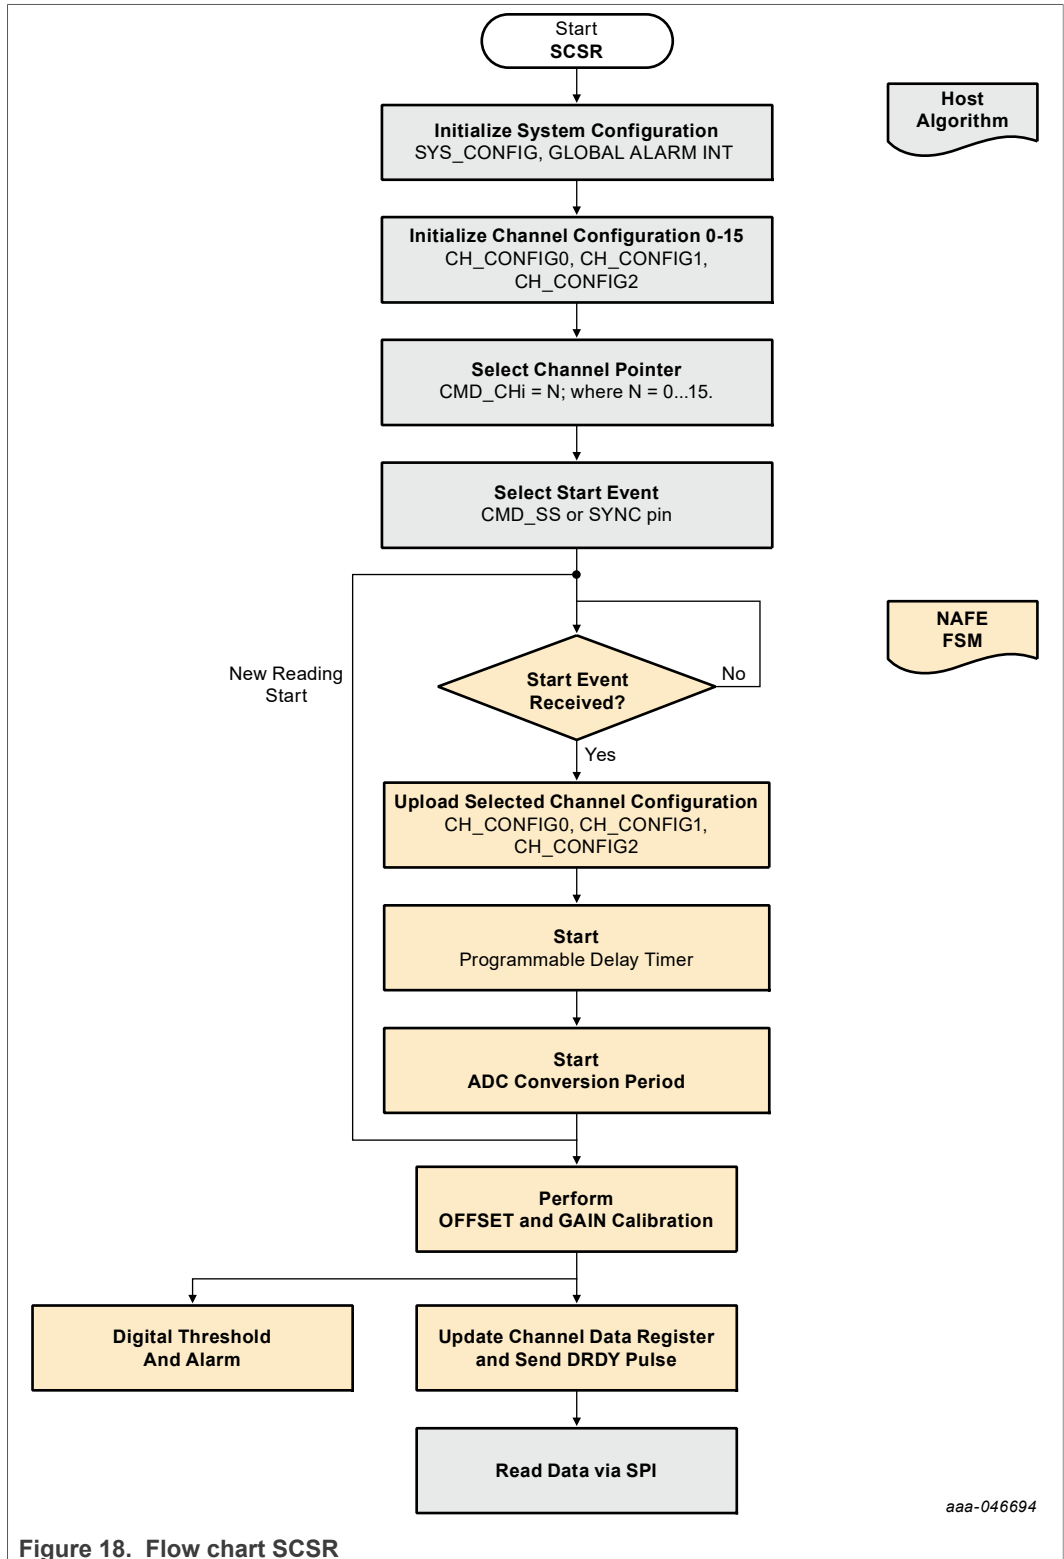 Start
SCSR
Host
Algorithm
Initialize System Configuration
SYS_CONFIG, GLOBAL ALARM INT
Initialize Channel Configuration 0-15
CH_CONFIG0, CH_CONFIG1,
CH_CONFIG2
Select Channel Pointer
CMD_CHi = N; where N = 0...15.
Select Start Event
CMD_SS or SYNC pin
NAFE
FSM
New Reading
Start
Start Event
Received?
No
Yes
Upload Selected Channel Configuration
CH_CONFIG0, CH_CONFIG1,
CH_CONFIG2
Start
Programmable Delay Timer
Start
ADC Conversion Period
Perform
OFFSET and GAIN Calibration
Digital Threshold
And Alarm
Update Channel Data Register
and Send DRDY Pulse
Read Data via SPI
aaa-046694
Figure 18. Flow chart SCSR